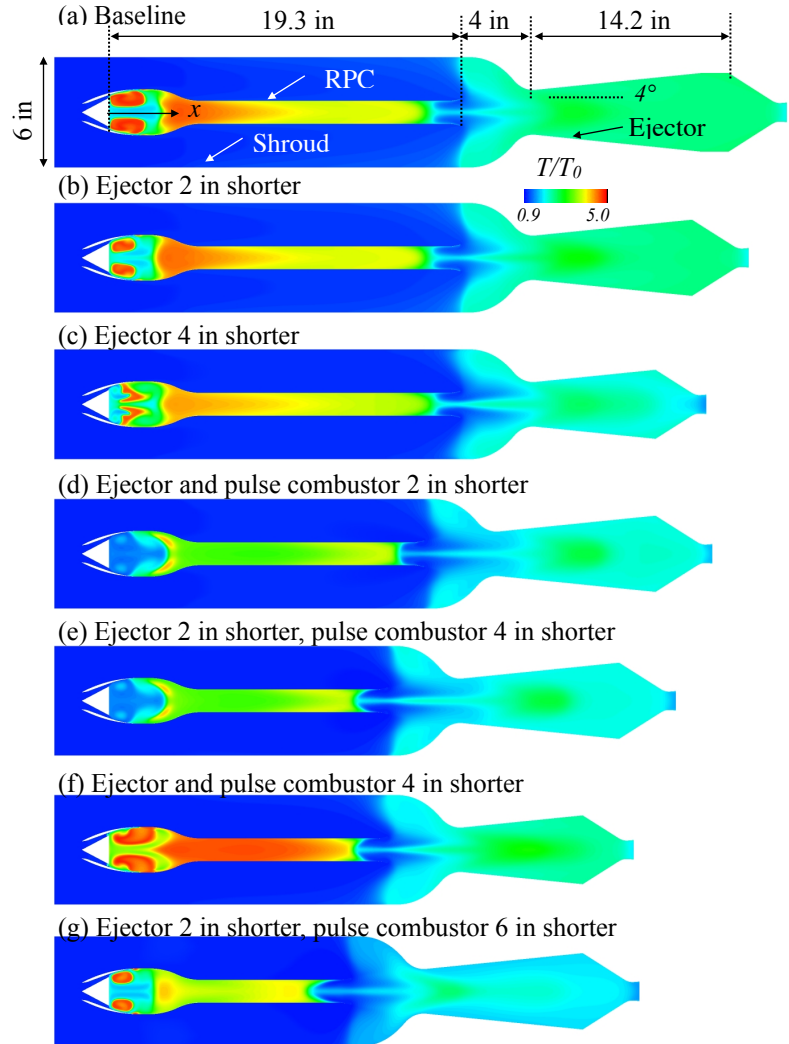 (a) Baseline
19.3 in
4 in
14.2 in
RPC
4°
6 in
x
Ejector
Shroud
T/T0
(b) Ejector 2 in shorter
0.9
5.0
(c) Ejector 4 in shorter
(d) Ejector and pulse combustor 2 in shorter
(e) Ejector 2 in shorter, pulse combustor 4 in shorter
(f) Ejector and pulse combustor 4 in shorter
(g) Ejector 2 in shorter, pulse combustor 6 in shorter